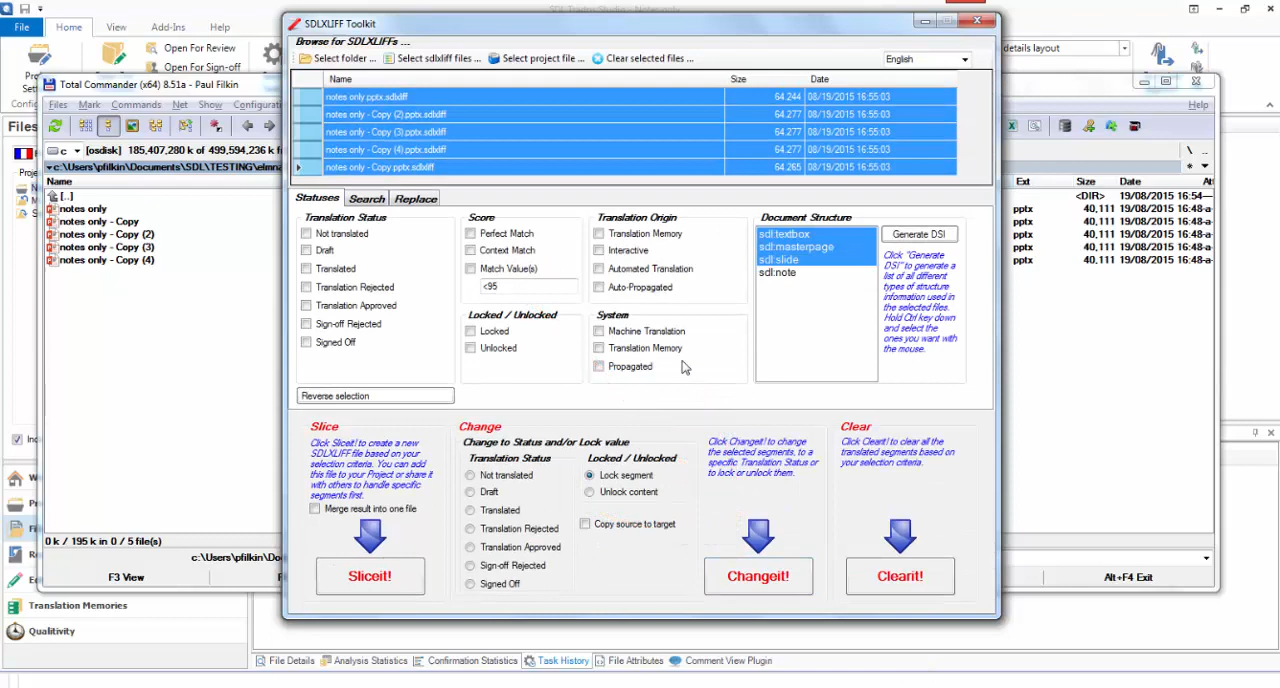 File
Home
View
Add-Ins
Help
Open For Review
Open For Sign-off
details layout
Total Commander (x64) 8.51a - Paul Filkin
Files Mark Commands Net Show
Help
Files
c
[osdisk] 185,407,280 k of 499,594,236 k
c:\Users\pfilkin\Documents\SDL\TESTING\elmna
Name
[..]
notes only
notes only - Copy
notes only - Copy (2)
notes only - Copy (3)
notes only - Copy (4)
Ext Size Date
<DIR> 19/08/2015 16:54
pptx 40,111 19/08/2015 16:48-a
pptx 40,111 19/08/2015 16:48-a
pptx 40,111 19/08/2015 16:48-a
pptx 40,111 19/08/2015 16:48-a
pptx 40,111 19/08/2015 16:48-a
0 k / 195 k in 0 / 5 file(s)
F3 View
Alt+F4 Exit
Translation Memories
Qualitivity
SDLXLIFF Toolkit
Browse for SDLXLIFFs ...
Select folder ...
Select sdlxliff files ...
Select project file ...
Clear selected files ...
English
Name Size Date
notes only.pptx.sdlxliff 64.244 08/19/2015 16:55:03
notes only - Copy (2).pptx.sdlxliff 64.277 08/19/2015 16:55:03
notes only - Copy (3).pptx.sdlxliff 64.277 08/19/2015 16:55:03
notes only - Copy (4).pptx.sdlxliff 64.277 08/19/2015 16:55:03
notes only - Copy.pptx.sdlxliff 64.265 08/19/2015 16:55:03
Statuses Search Replace
Translation Status
Not translated
Draft
Translated
Translation Rejected
Translation Approved
Sign-off Rejected
Signed Off
Score
Perfect Match
Context Match
Match Value(s)
<95
Locked / Unlocked
Locked
Unlocked
Translation Origin
Translation Memory
Interactive
Automated Translation
Auto-Propagated
System
Machine Translation
Translation Memory
Propagated
Document Structure
sdl:textbox
sdl:masterpage
sdl:slide
sdl:note
Generate DSI
Click "Generate
DSI" to generate a
list of all different
types of structure
information used in
the selected files.
Hold Ctrl key down
and select the
ones you want with
the mouse.
Reverse selection
Slice
Click Sliceit! to create a new
SDLXLIFF file based on your
selection criteria. You can add
this file to your Project or share it
with others to handle specific
segments first.
Merge result into one file
Sliceit!
Change
Change to Status and/or Lock value
Translation Status
Not translated
Draft
Translated
Translation Rejected
Translation Approved
Sign-off Rejected
Signed Off
Locked / Unlocked
Lock segment
Unlock content
Copy source to target
Click Changeit! to change
the selected segments, to a
specific Translation Status or
to lock or unlock them.
Changeit!
Clear
Click Clearit! to clear all the
translated segments based on
your selection criteria.
Clearit!
File Details
Analysis Statistics
Confirmation Statistics
Task History
File Attributes
Comment View Plugin